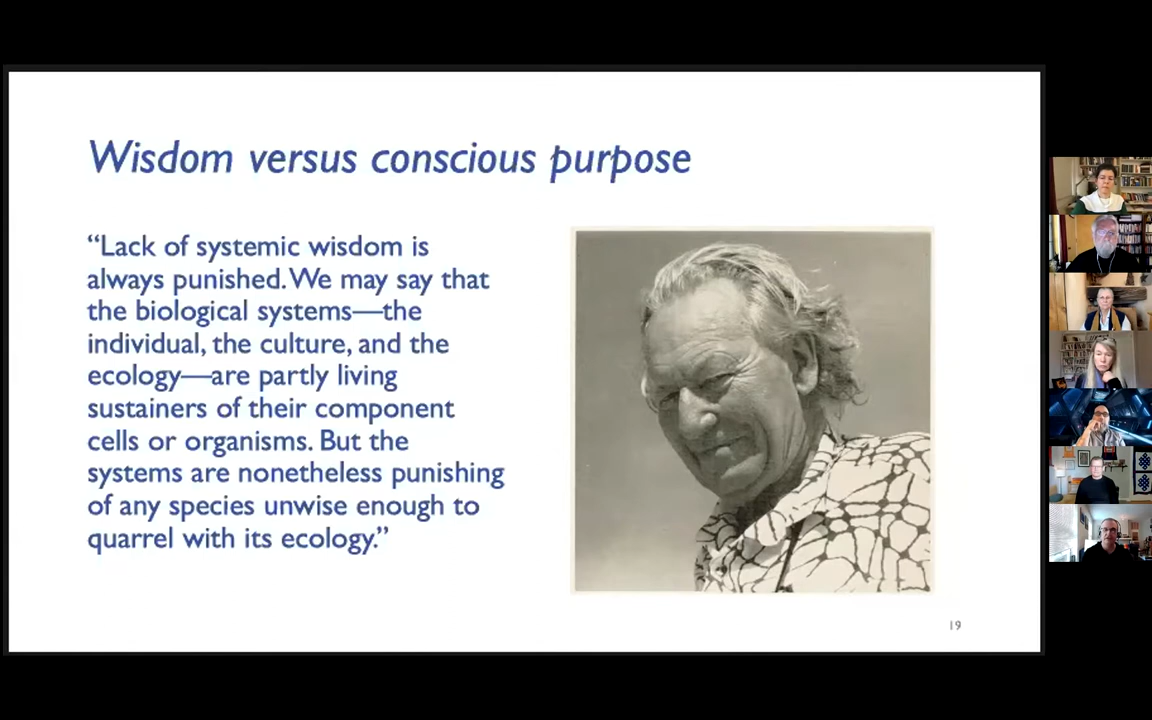 Wisdom versus conscious purpose
“Lack of systemic wisdom is
always punished. We may say that
the biological systems—the
individual, the culture, and the
ecology—are partly living
sustainers of their component
cells or organisms. But the
systems are nonetheless punishing
of any species unwise enough to
quarrel with its ecology.”
19